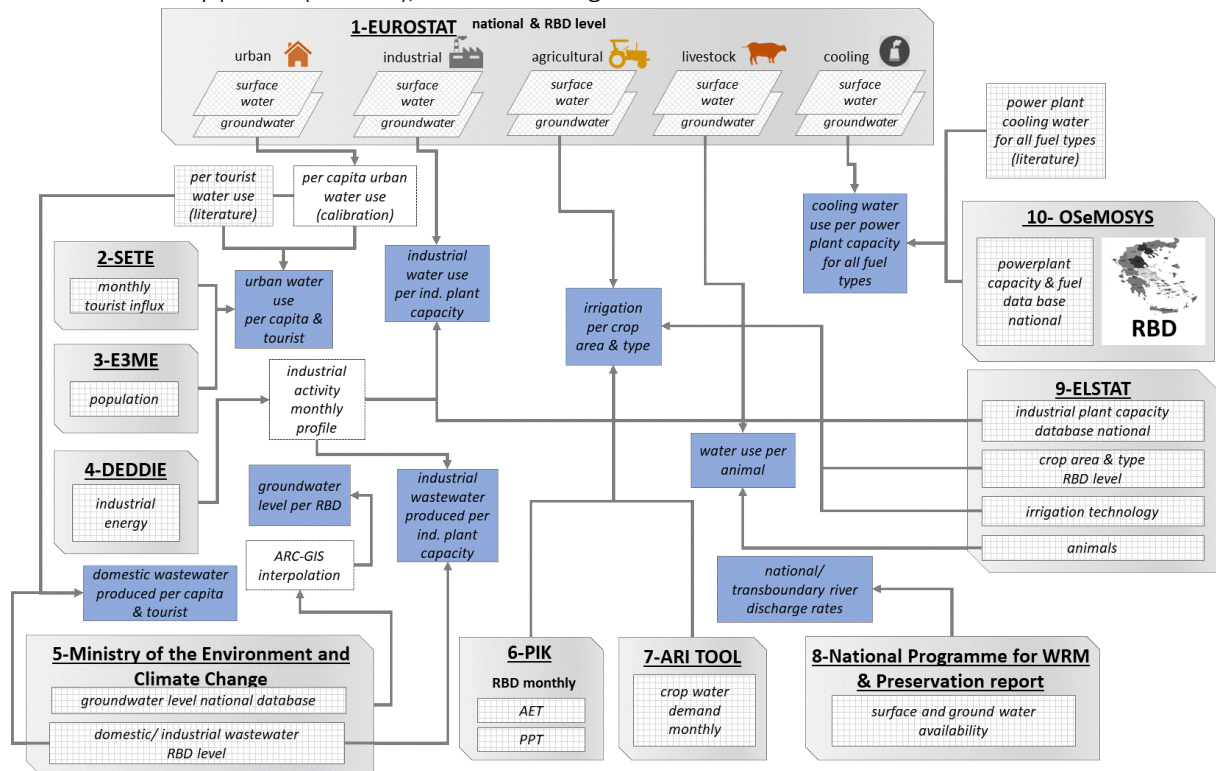 1-EUROSTAT national & RBD level
urban
industrial
agricultural
livestock
cooling
surface
water
groundwater
surface
water
groundwater
surface
water
groundwater
surface
water
groundwater
surface
water
groundwater
power plant
cooling water
for all fuel types
(literature)
per tourist
water use
(literature)
per capita urban
water use
(calibration)
cooling water
use per power
plant capacity
for all fuel
types
10- OSeMOSYS
powerplant
capacity & fuel
data base
national
RBD
2-SETE
monthly
tourist influx
urban water
use
per capita &
tourist
industrial
water use
per ind. plant
capacity
irrigation
per crop
area & type
3-E3ME
population
industrial
activity
monthly
profile
9-ELSTAT
industrial plant capacity
database national
crop area & type
RBD level
irrigation technology
animals
4-DEDDIE
industrial
energy
groundwater
level per RBD
industrial
wastewater
produced per
ind. plant
capacity
water use per
animal
ARC-GIS
interpolation
domestic wastewater
produced per capita
& tourist
national/
transboundary river
discharge rates
5-Ministry of the Environment and
Climate Change
groundwater level national database
domestic/ industrial wastewater
RBD level
6-PIK
RBD monthly
AET
PPT
7-ARI TOOL
crop water
demand
monthly
8-National Programme for WRM
& Preservation report
surface and ground water
availability